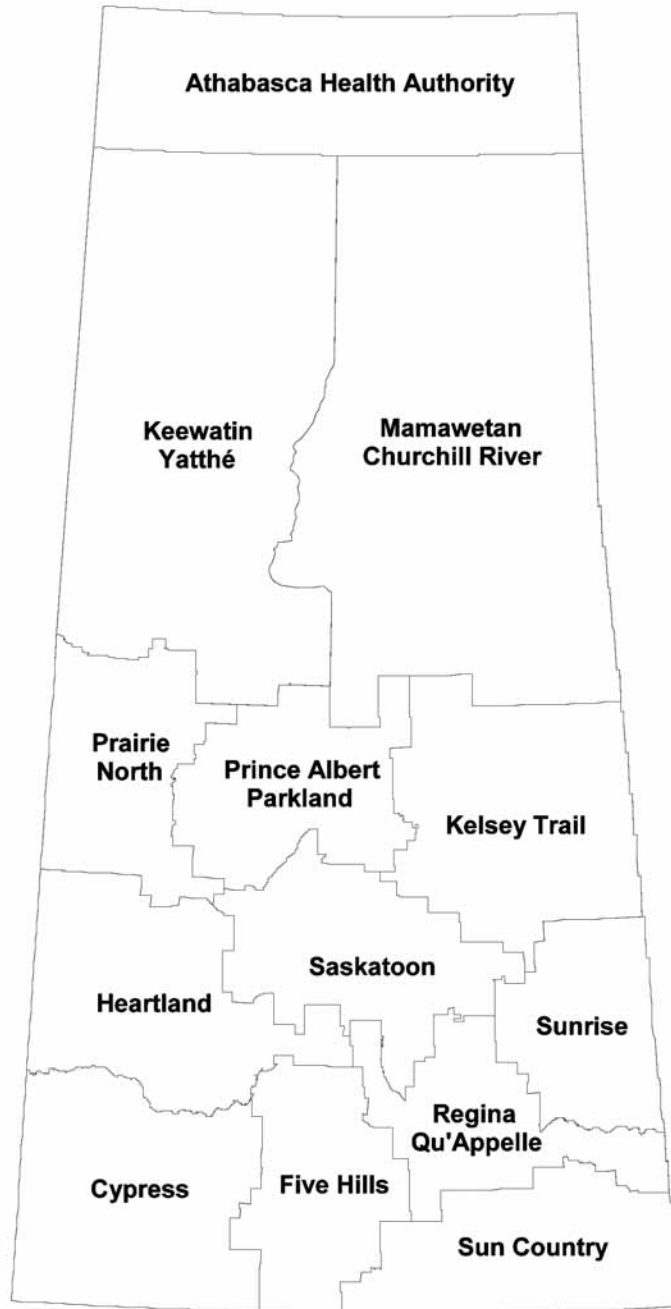 Athabasca Health Authority
Keewatin
Yatthé
Mamawetan
Churchill River
Prairie
North
Prince Albert
Parkland
Kelsey Trail
Saskatoon
Heartland
Sunrise
Regina
Qu'Appelle
Cypress
Five Hills
Sun Country